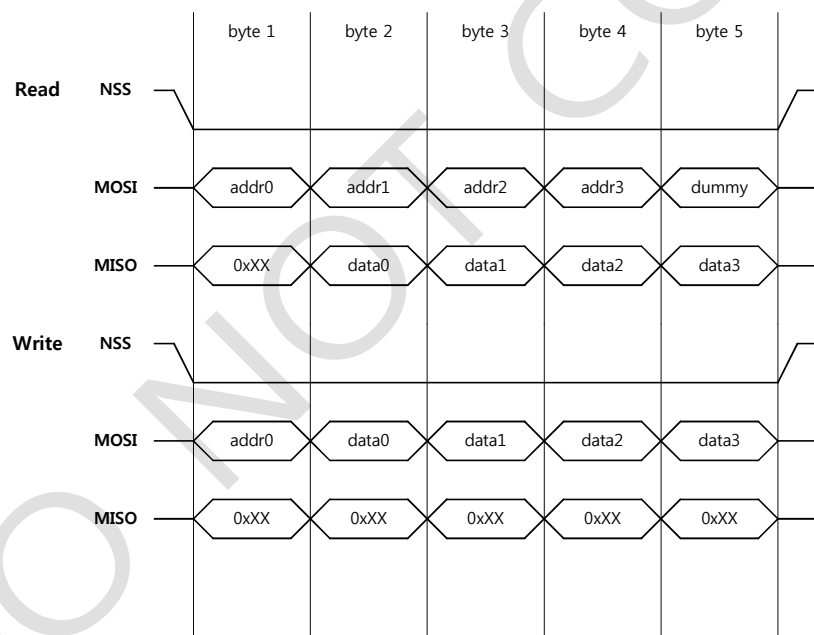 byte 1 byte 2 byte 3 byte 4 byte 5
Read NSS
MOSI addr0 addr1 addr2 addr3 dummy
MISO 0xXX data0 data1 data2 data3
Write NSS
MOSI addr0 data0 data1 data2 data3
MISO 0xXX 0xXX 0xXX 0xXX 0xXX
O NOT CO